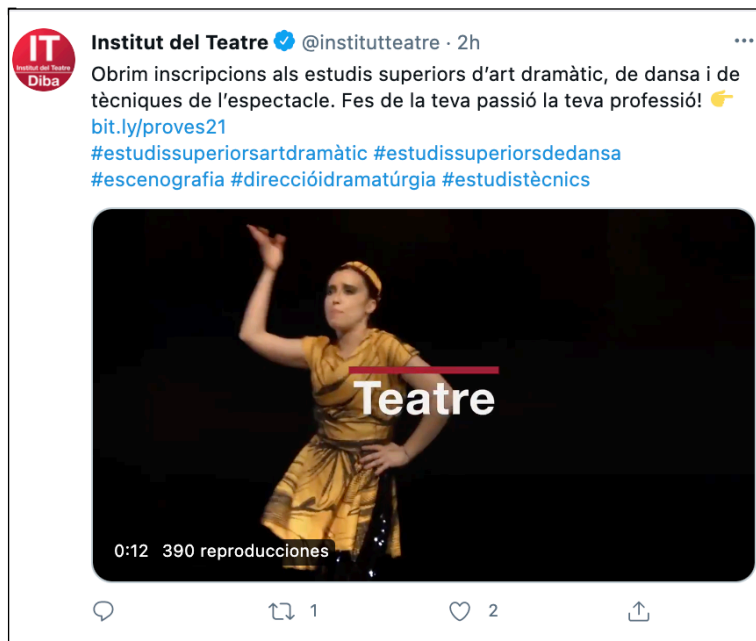 IT
Institut del Teatre
Diba
Institut del Teatre @institutteatre · 2h
Obrim inscripcions als estudis superiors d’art dramàtic, de dansa i de
tècniques de l’espectacle. Fes de la teva passió la teva professió! 👉
bit.ly/proves21
#estudissuperiorsartdramàtic #estudissuperiorsdedansa
#escenografia #direccióidramatúrgia #estudistècnics
Teatre
0:12 390 reproducciones
1 2